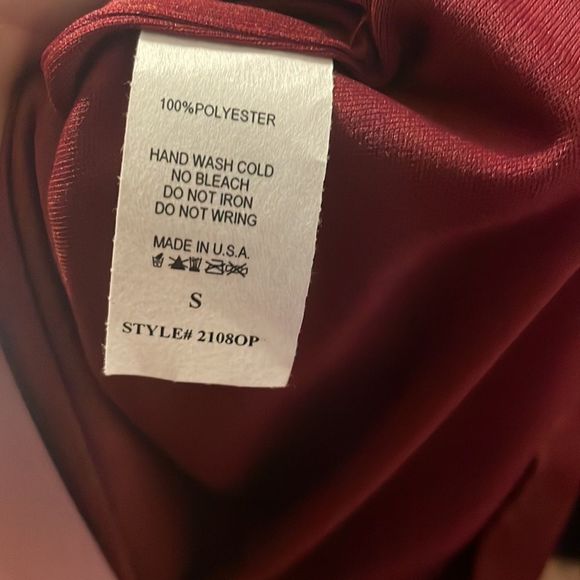 100%POLYESTER
HAND WASH COLD
NO BLEACH
DO NOT IRON
DO NOT WRING
MADE IN U.S.A.
S
STYLE# 2108OP